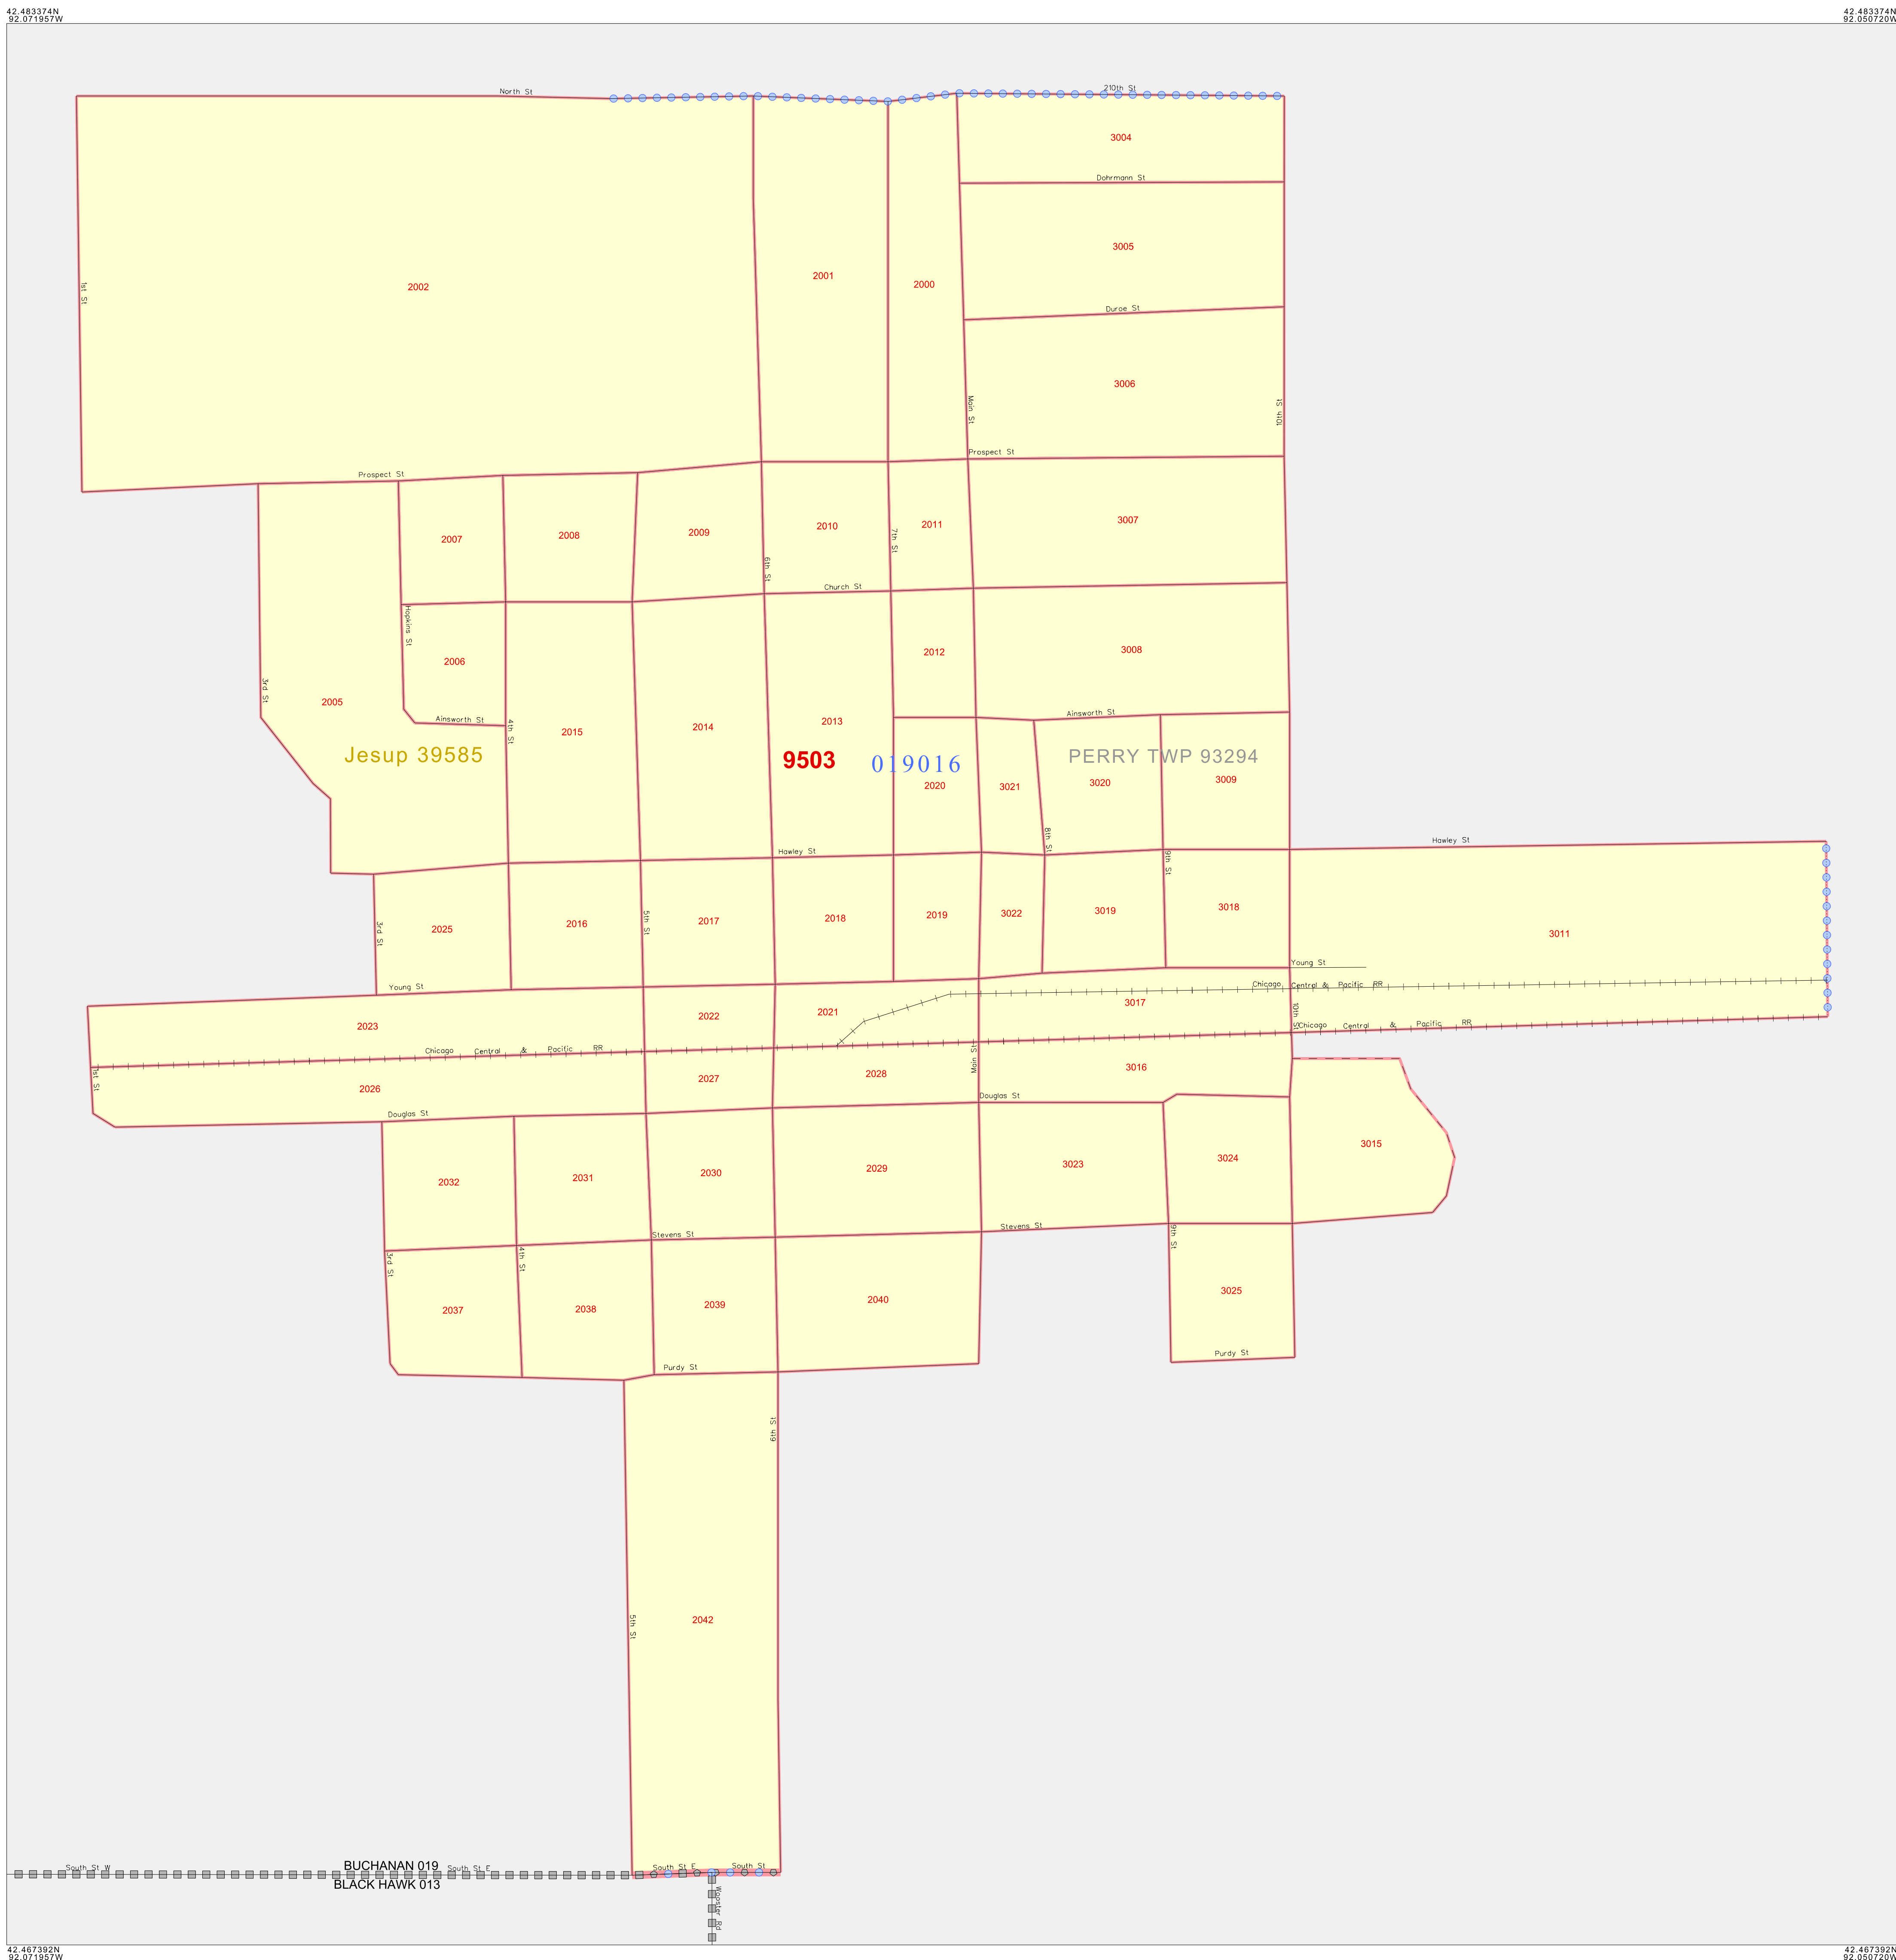 42.483374N
92.071957W
42.483374N
92.050720W
North St
210th St
3004
Dohrmann St
3005
2001
2000
2002
1st St
Duroe St
3006
Main St
10th St
Prospect St
Prospect St
3007
2011
2010
2009
2008
2007
7th St
6th St
Church St
Hopkins St
2012
3008
2006
3rd St
2005
Ainsworth St
Ainsworth St
4th St
2015
2014
2013
Jesup 39585
9503
019016
PERRY TWP 93294
2020
3021
3020
3009
8th St
Hawley St
Hawley St
9th St
2025
2016
2017
2018
2019
3022
3019
3018
3011
3rd St
5th St
Young St
Young St
Chicago Central & Pacific RR
3017
10th St
2023
2022
2021
Chicago Central & Pacific RR
Chicago Central & Pacific RR
1st St
Main St
2026
2027
2028
3016
Douglas St
Douglas St
3015
2032
2031
2030
2029
3023
3024
Stevens St
Stevens St
9th St
3rd St
4th St
2037
2038
2039
2040
3025
Purdy St
Purdy St
6th St
2042
5th St
BUCHANAN 019
South St W
South St E
South St E
South St
BLACK HAWK 013
Wooster Rd
42.467392N
92.071957W
42.467392N
92.050720W